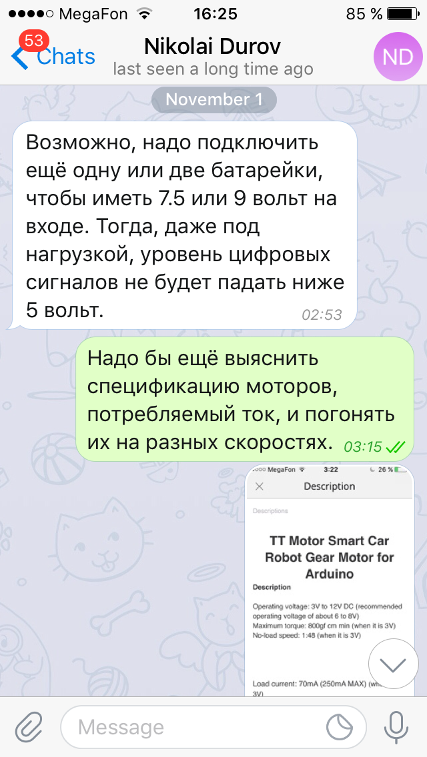 MegaFon 16:25 85 %
53
Chats
Nikolai Durov
last seen a long time ago
ND
November 1
Возможно, надо подключить
ещё одну или две батарейки,
чтобы иметь 7.5 или 9 вольт на
входе. Тогда, даже под
нагрузкой, уровень цифровых
сигналов не будет падать ниже
5 вольт.
02:53
Надо бы ещё выяснить
спецификацию моторов,
потребляемый ток, и погонять
их на разных скоростях.
03:15
MegaFon 3:22 26 %
Description
Descriptions
TT Motor Smart Car
Robot Gear Motor for
Arduino
Description
Operating voltage: 3V to 12V DC (recommended
operating voltage of about 6 to 8V)
Maximum torque: 800gf cm min (when it is 3V)
No-load speed: 1:48 (when it is 3V)
Load current: 70mA (250mA MAX)
3V)
Message